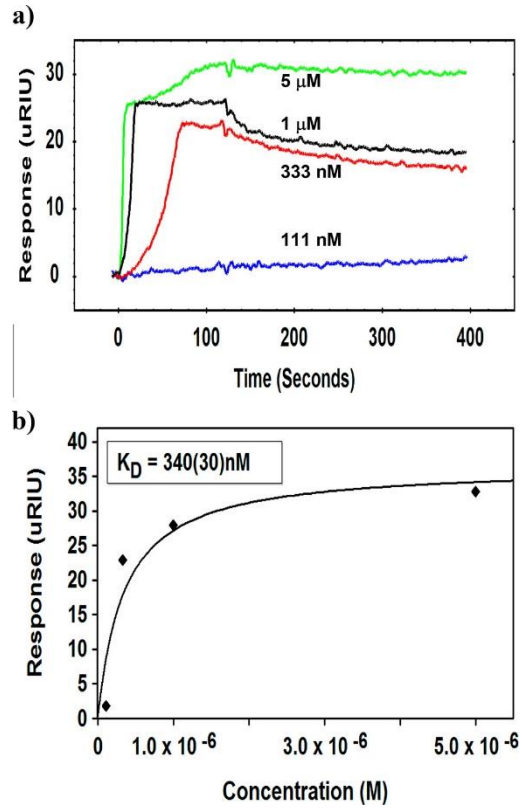 a)
30
20
10
0
Response (uRIU)
5 μM
1 μM
333 nM
111 nM
0 100 200 300 400
Time (Seconds)
b)
K_D = 340(30)nM
40
35
30
25
20
15
10
5
0
Response (uRIU)
0 1.0 x 10 -6 3.0 x 10 -6 5.0 x 10 -6
Concentration (M)